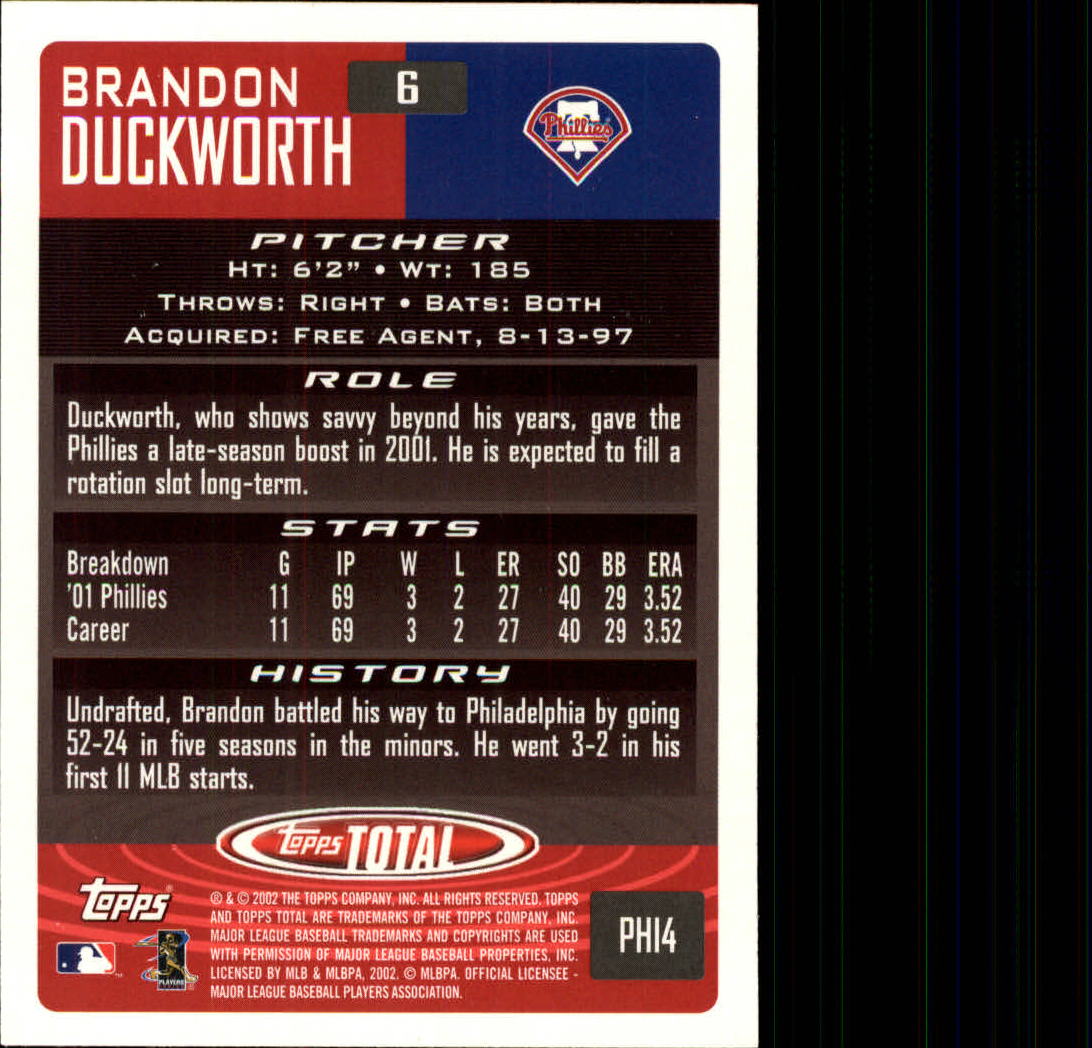 BRANDON
6
DUCKWORTH
Phillies
PITCHER
HT: 6'2" • WT: 185
THROWS: RIGHT • BATS: BOTH
ACQUIRED: FREE AGENT, 8-13-97
ROLE
Duckworth, who shows savvy beyond his years, gave the
Phillies a late-season boost in 2001. He is expected to fill a
rotation slot long-term.
STATS
Breakdown G IP W L ER SO BB ERA
'01 Phillies 11 69 3 2 27 40 29 3.52
Career 11 69 3 2 27 40 29 3.52
HISTORY
Undrafted, Brandon battled his way to Philadelphia by going
52-24 in five seasons in the minors. He went 3-2 in his
first 11 MLB starts.
Topps TOTAL
Topps®
® & © 2002 THE TOPPS COMPANY, INC. ALL RIGHTS RESERVED. TOPPS
AND TOPPS TOTAL ARE TRADEMARKS OF THE TOPPS COMPANY, INC.
MAJOR LEAGUE BASEBALL TRADEMARKS AND COPYRIGHTS ARE USED
WITH PERMISSION OF MAJOR LEAGUE BASEBALL PROPERTIES, INC.
LICENSED BY MLB & MLBPA, 2002. © MLBPA. OFFICIAL LICENSEE -
MAJOR LEAGUE BASEBALL PLAYERS ASSOCIATION.
PHI4
PLAYERS